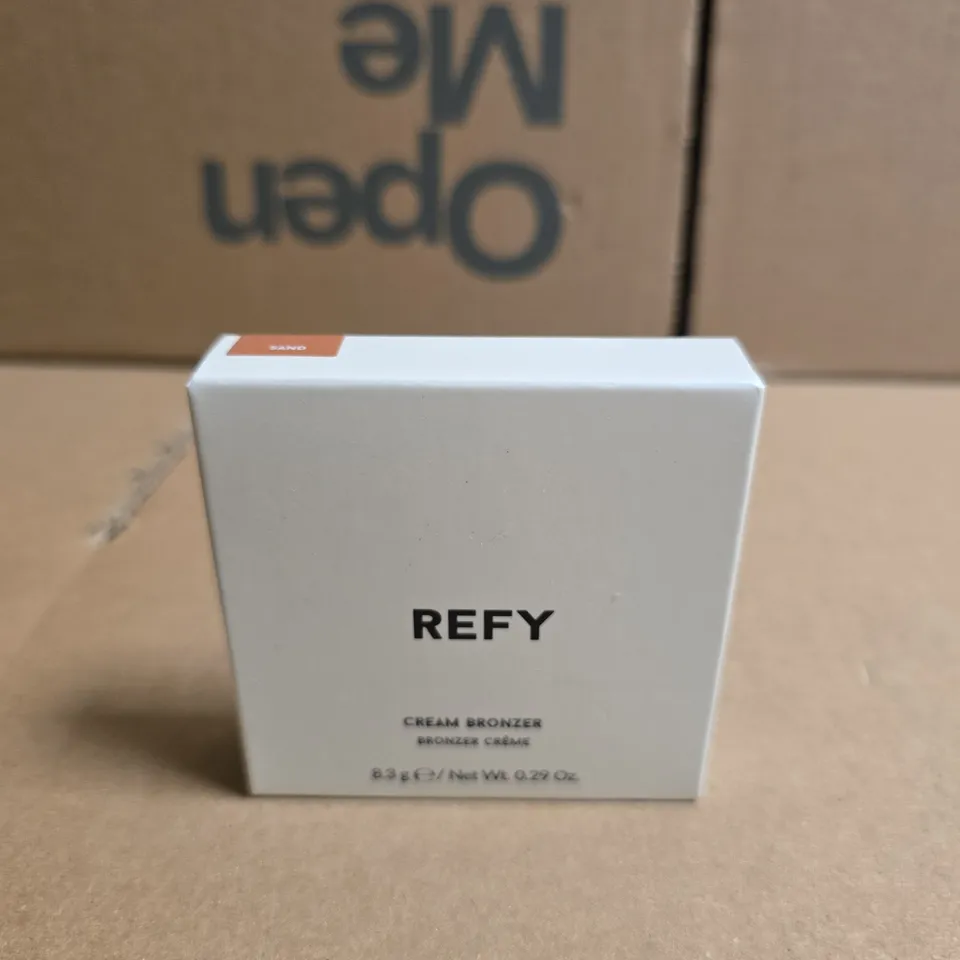 Open
Me
SAND
REFY
CREAM BRONZER
BRONZER CRÈME
8.3 g ℮ / Net Wt. 0.29 Oz.